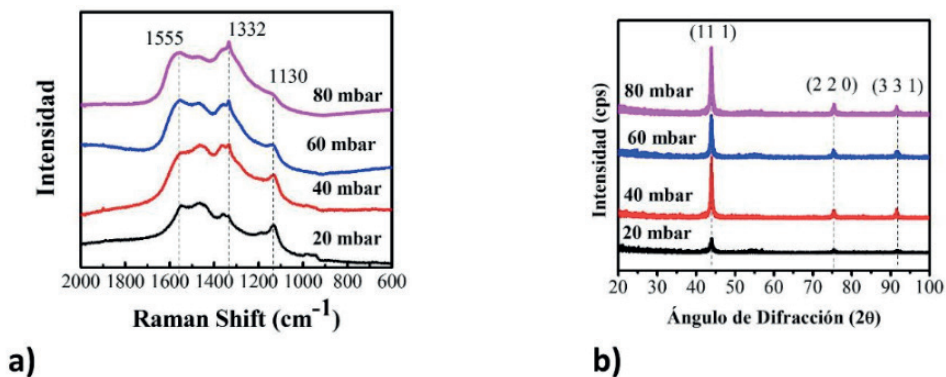 1555
1332
1130
80 mbar
60 mbar
40 mbar
20 mbar
Intensidad
2000 1800 1600 1400 1200 1000 800 600
Raman Shift (cm-1)
a)
(11 1)
(2 2 0)
(3 3 1)
80 mbar
60 mbar
40 mbar
20 mbar
Intensidad (cps)
20 30 40 50 60 70 80 90 100
Ángulo de Difracción (2θ)
b)